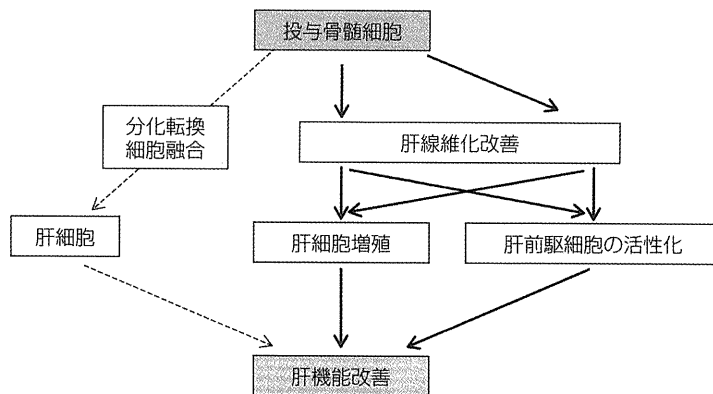 投与骨髄細胞
分化転換
細胞融合
肝線維化改善
肝細胞
肝細胞増殖
肝前駆細胞の活性化
肝機能改善